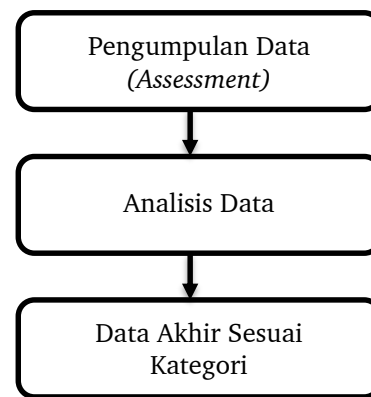 Pengumpulan Data
(Assessment)
Analisis Data
Data Akhir Sesuai
Kategori